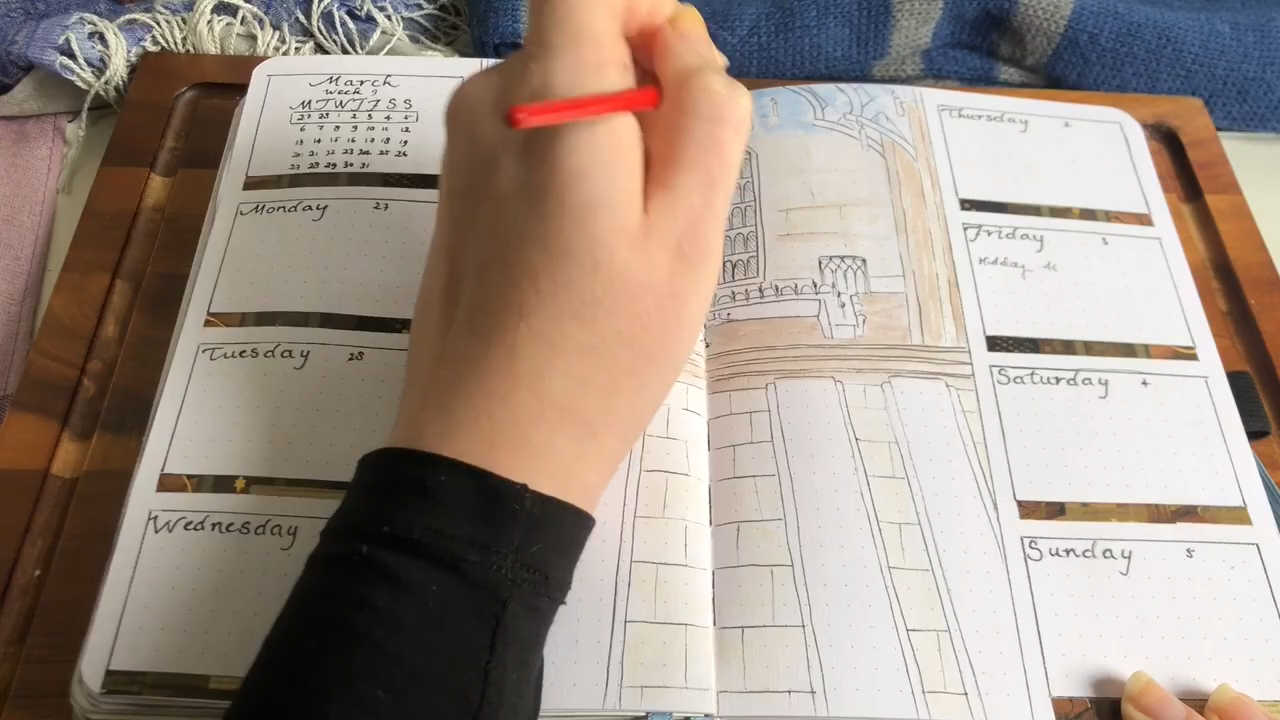 March
Week 9
M T W T F S S
27 28 1 2 3 4 5
6 7 8 9 10 11 12
13 14 15 16 17 18 19
20 21 22 23 24 25 26
27 28 29 30 31
Monday 27
Tuesday 28
Wednesday
Thursday 2
Friday 3
Midday
Saturday 4
Sunday 5